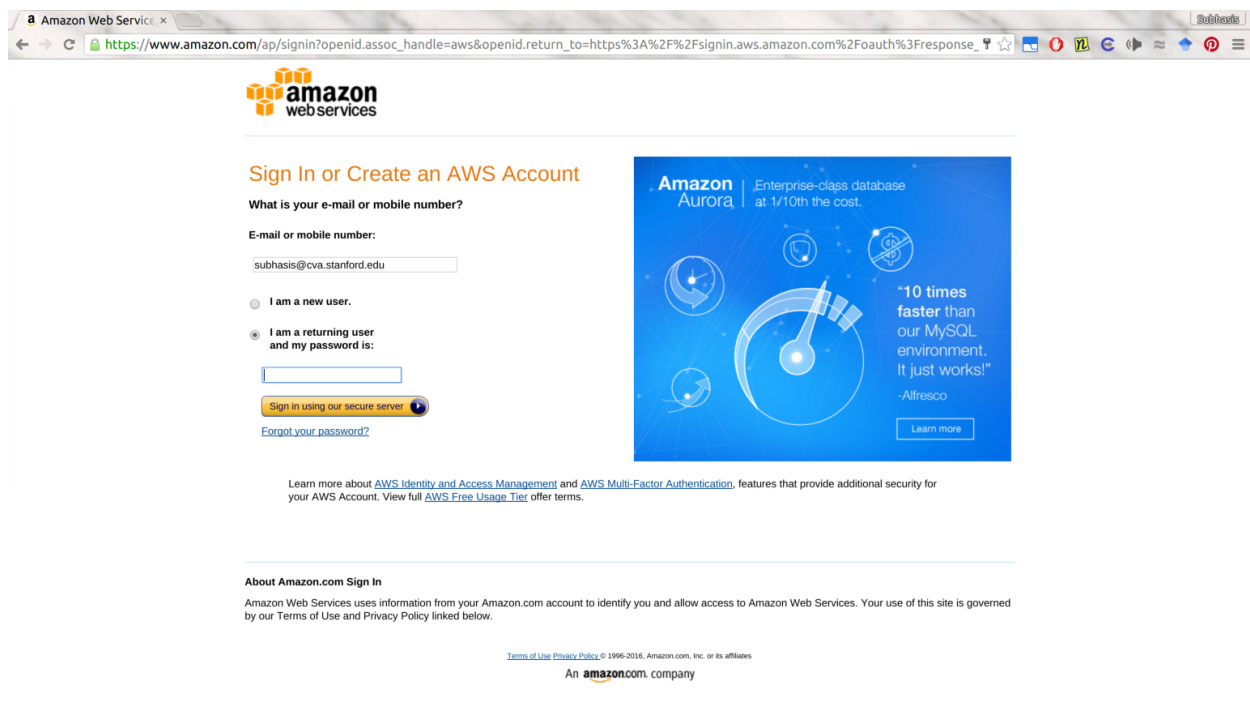 Amazon Web Service
Subhasis
https://www.amazon.com/ap/signin?openid.assoc_handle=aws&openid.return_to=https%3A%2F%2Fsignin.aws.amazon.com%2Foauth%3Fresponse_
amazon
webservices
Sign In or Create an AWS Account
What is your e-mail or mobile number?
E-mail or mobile number:
subhasis@cva.stanford.edu
I am a new user.
I am a returning user
and my password is:
Sign in using our secure server
Forgot your password?
Amazon
Aurora
Enterprise-class database
at 1/10th the cost.
“10 times
faster than
our MySQL
environment.
It just works!”
-Alfresco
Learn more
Learn more about AWS Identity and Access Management and AWS Multi-Factor Authentication, features that provide additional security for
your AWS Account. View full AWS Free Usage Tier offer terms.
About Amazon.com Sign In
Amazon Web Services uses information from your Amazon.com account to identify you and allow access to Amazon Web Services. Your use of this site is governed
by our Terms of Use and Privacy Policy linked below.
Terms of Use Privacy Policy © 1996-2016, Amazon.com, Inc. or its affiliates
An amazon.com. company